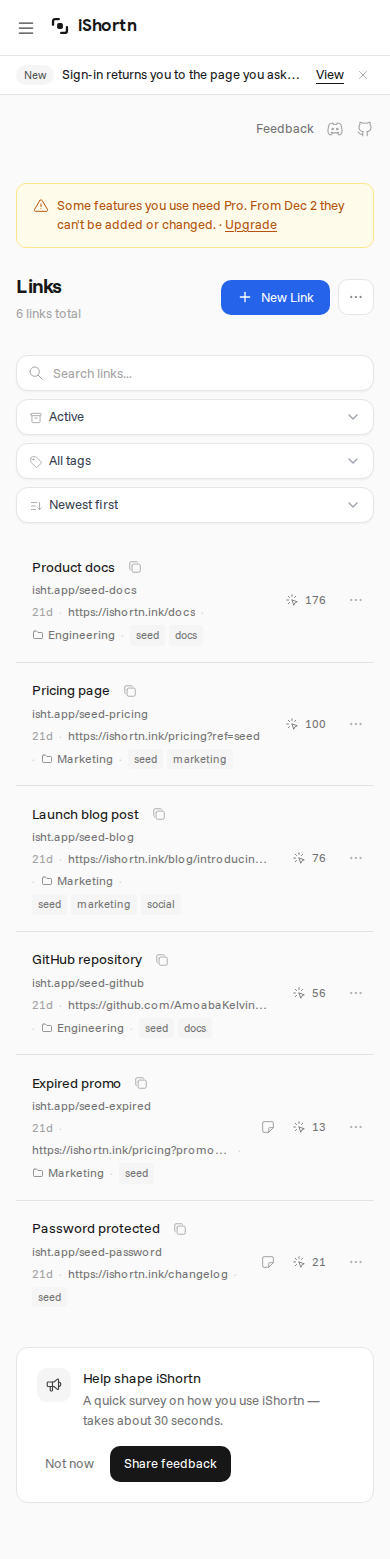 iShortn
New Sign-in returns you to the page you ask... View
Feedback
Some features you use need Pro. From Dec 2 they
can't be added or changed. · Upgrade
Links
6 links total
New Link
Search links...
Active
All tags
Newest first
Product docs
isht.app/seed-docs
21d · https://ishortn.ink/docs ·
Engineering · seed docs
176
Pricing page
isht.app/seed-pricing
21d · https://ishortn.ink/pricing?ref=seed
· Marketing · seed marketing
100
Launch blog post
isht.app/seed-blog
21d · https://ishortn.ink/blog/introducin...
· Marketing ·
seed marketing social
76
GitHub repository
isht.app/seed-github
21d · https://github.com/AmoabaKelvin...
· Engineering · seed docs
56
Expired promo
isht.app/seed-expired
21d ·
https://ishortn.ink/pricing?promo... ·
Marketing · seed
13
Password protected
isht.app/seed-password
21d · https://ishortn.ink/changelog ·
seed
21
Help shape iShortn
A quick survey on how you use iShortn —
takes about 30 seconds.
Not now Share feedback